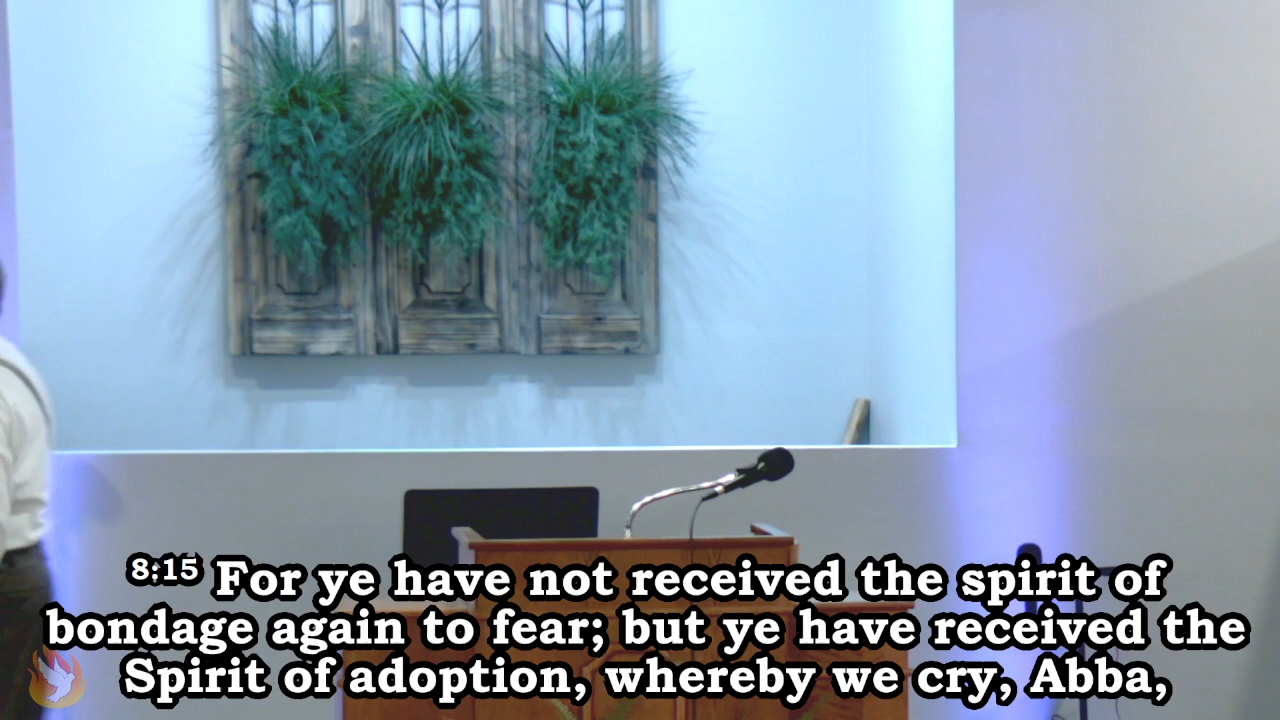 8:15 For ye have not received the spirit of
bondage again to fear; but ye have received the
Spirit of adoption, whereby we cry, Abba,